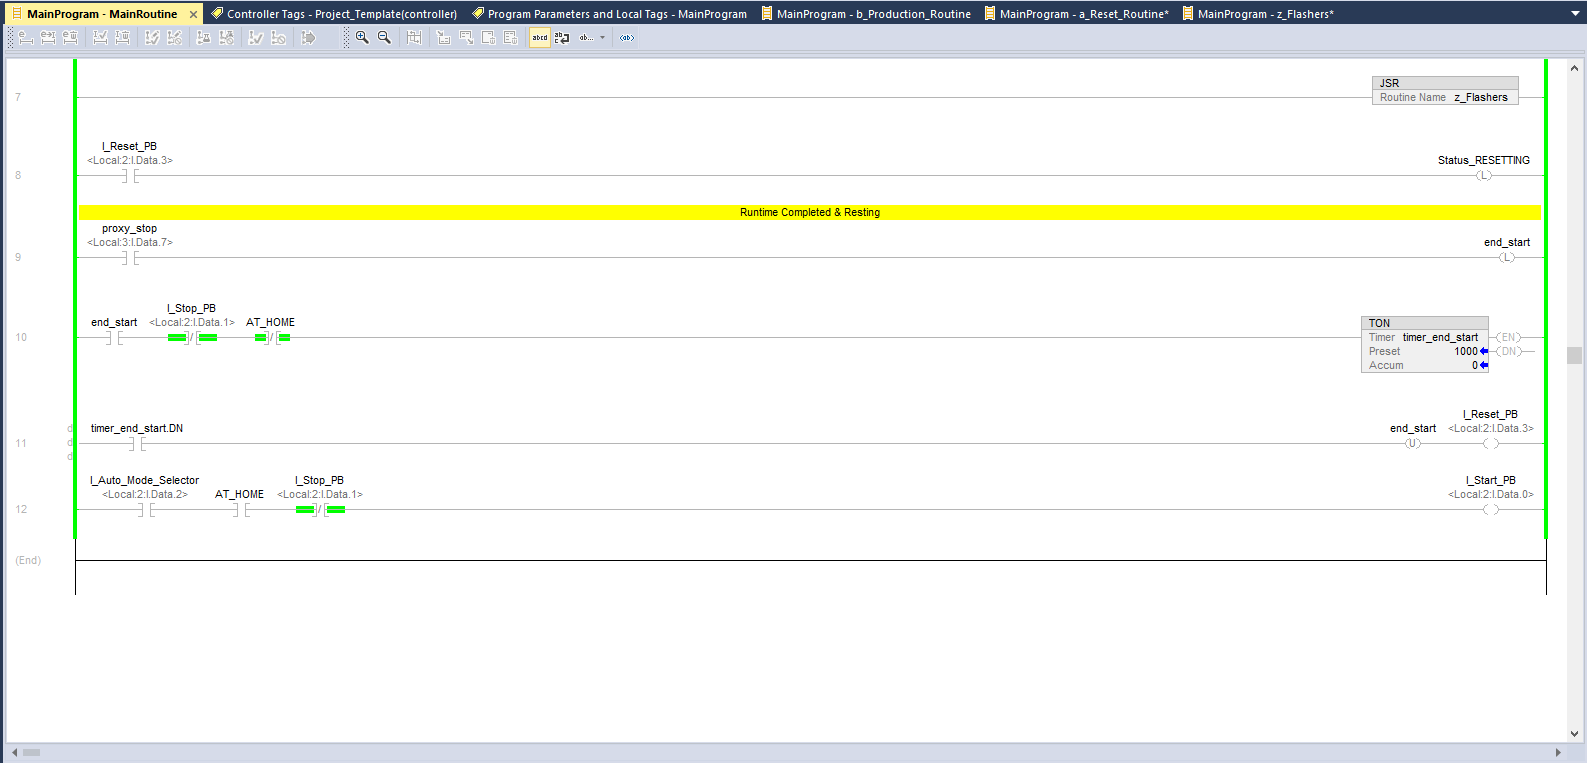 MainProgram - MainRoutine
Controller Tags - Project_Template(controller)
Program Parameters and Local Tags - MainProgram
MainProgram - b_Production_Routine
MainProgram - a_Reset_Routine*
MainProgram - z_Flashers*
abcd
ab...
<ab>
JSR
7
Routine Name z_Flashers
I_Reset_PB
<Local:2:I.Data.3>
Status_RESETTING
8
L
Runtime Completed & Resting
proxy_stop
<Local:3:I.Data.7>
end_start
9
L
I_Stop_PB
end_start
<Local:2:I.Data.1>
AT_HOME
TON
10
Timer timer_end_start
EN
Preset 1000
DN
Accum 0
I_Reset_PB
d
timer_end_start.DN
end_start
<Local:2:I.Data.3>
11
d
U
d
I_Auto_Mode_Selector
I_Stop_PB
I_Start_PB
<Local:2:I.Data.2>
AT_HOME
<Local:2:I.Data.1>
<Local:2:I.Data.0>
12
(End)